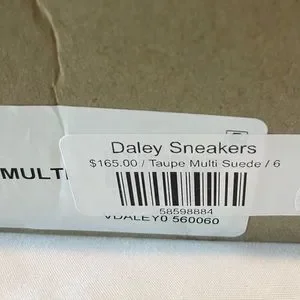 Daley Sneakers
$165.00 / Taupe Multi Suede / 6
MULTI
58598884
VDALEY0 560060